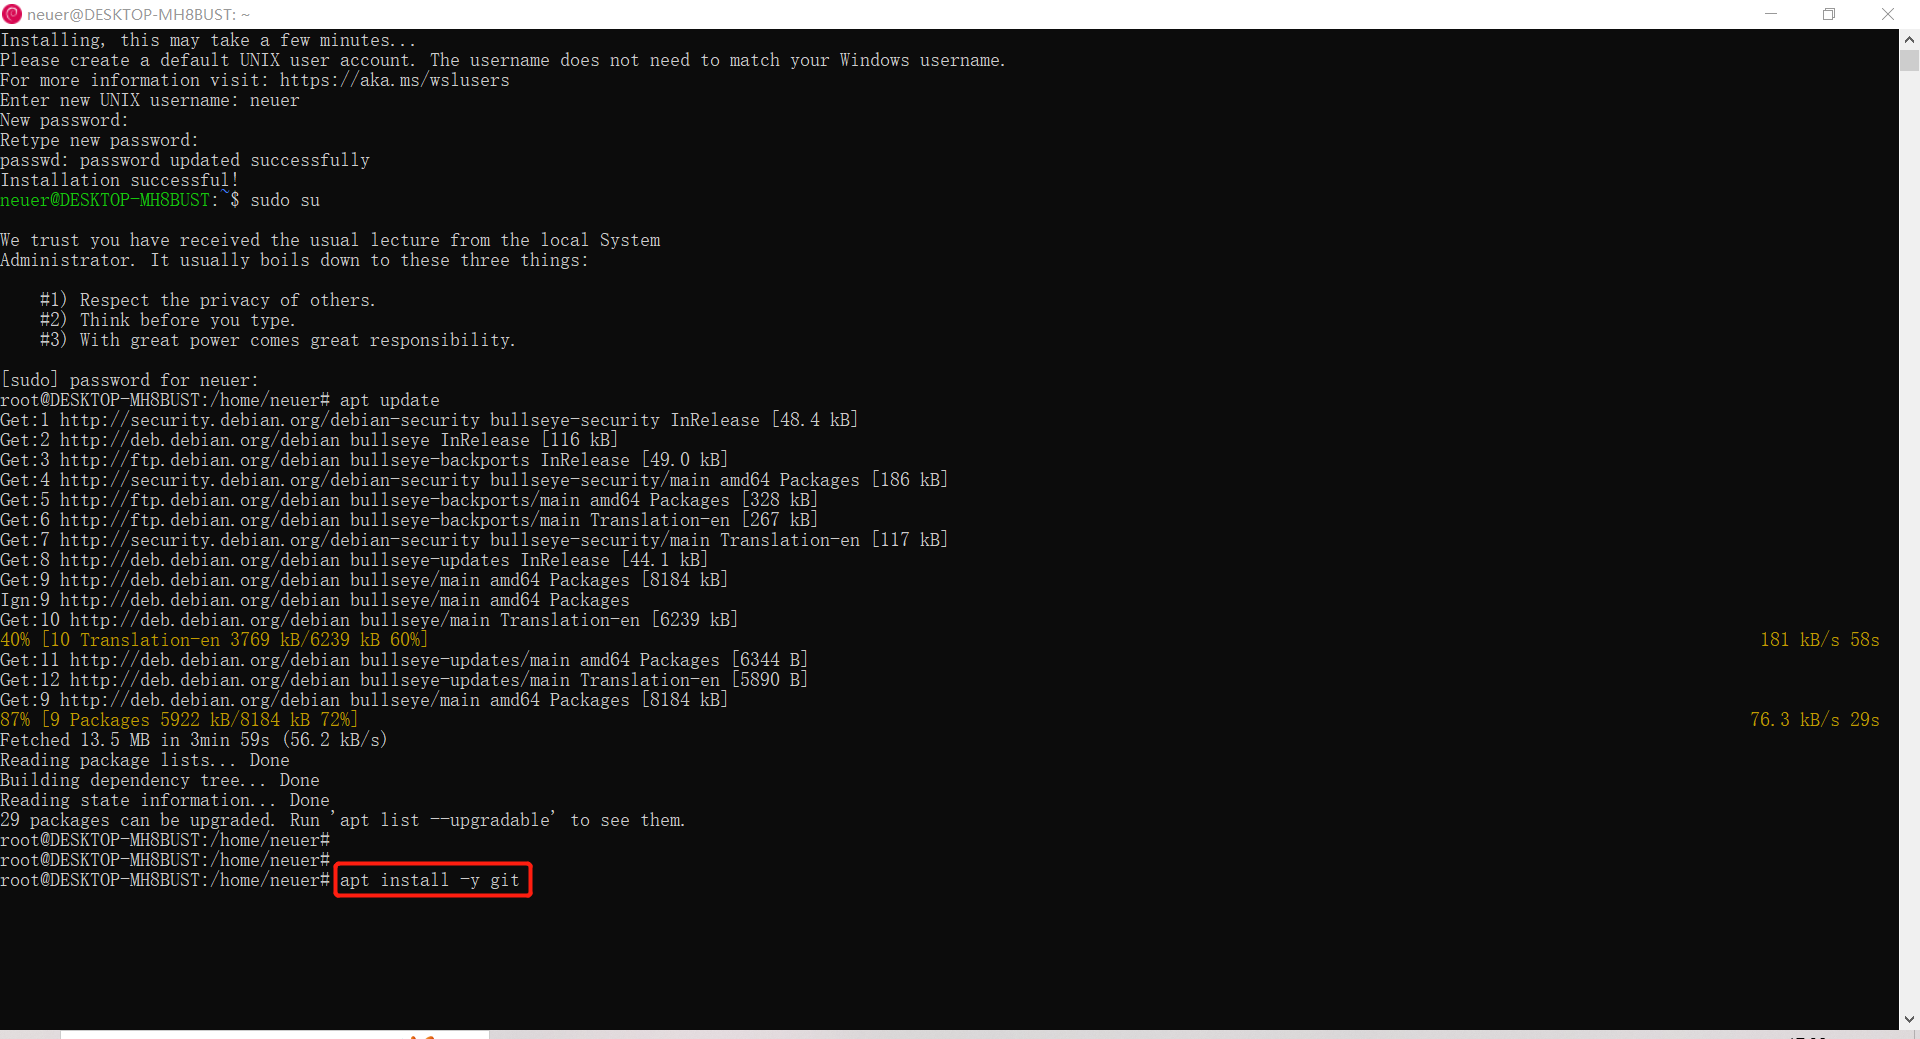 neuer@DESKTOP-MH8BUST: ~
Installing, this may take a few minutes...
Please create a default UNIX user account. The username does not need to match your Windows username.
For more information visit: https://aka.ms/wslusers
Enter new UNIX username: neuer
New password:
Retype new password:
passwd: password updated successfully
Installation successful!
neuer@DESKTOP-MH8BUST:~$ sudo su
We trust you have received the usual lecture from the local System
Administrator. It usually boils down to these three things:
#1) Respect the privacy of others.
#2) Think before you type.
#3) With great power comes great responsibility.
[sudo] password for neuer:
root@DESKTOP-MH8BUST:/home/neuer# apt update
Get:1 http://security.debian.org/debian-security bullseye-security InRelease [48.4 kB]
Get:2 http://deb.debian.org/debian bullseye InRelease [116 kB]
Get:3 http://ftp.debian.org/debian bullseye-backports InRelease [49.0 kB]
Get:4 http://security.debian.org/debian-security bullseye-security/main amd64 Packages [186 kB]
Get:5 http://ftp.debian.org/debian bullseye-backports/main amd64 Packages [328 kB]
Get:6 http://ftp.debian.org/debian bullseye-backports/main Translation-en [267 kB]
Get:7 http://security.debian.org/debian-security bullseye-security/main Translation-en [117 kB]
Get:8 http://deb.debian.org/debian bullseye-updates InRelease [44.1 kB]
Get:9 http://deb.debian.org/debian bullseye/main amd64 Packages [8184 kB]
Ign:9 http://deb.debian.org/debian bullseye/main amd64 Packages
Get:10 http://deb.debian.org/debian bullseye/main Translation-en [6239 kB]
40% [10 Translation-en 3769 kB/6239 kB 60%] 181 kB/s 58s
Get:11 http://deb.debian.org/debian bullseye-updates/main amd64 Packages [6344 B]
Get:12 http://deb.debian.org/debian bullseye-updates/main Translation-en [5890 B]
Get:9 http://deb.debian.org/debian bullseye/main amd64 Packages [8184 kB]
87% [9 Packages 5922 kB/8184 kB 72%] 76.3 kB/s 29s
Fetched 13.5 MB in 3min 59s (56.2 kB/s)
Reading package lists... Done
Building dependency tree... Done
Reading state information... Done
29 packages can be upgraded. Run 'apt list --upgradable' to see them.
root@DESKTOP-MH8BUST:/home/neuer#
root@DESKTOP-MH8BUST:/home/neuer#
root@DESKTOP-MH8BUST:/home/neuer# apt install -y git